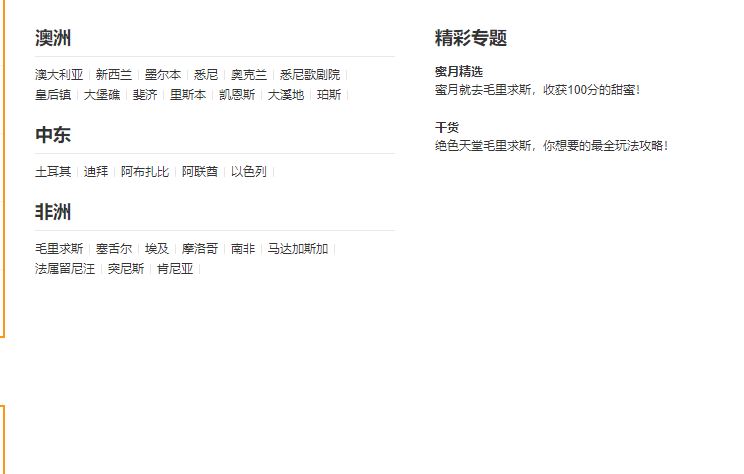 澳洲
澳大利亚 新西兰 墨尔本 悉尼 奥克兰 悉尼歌剧院
皇后镇 大堡礁 斐济 里斯本 凯恩斯 大溪地 珀斯
中东
土耳其 迪拜 阿布扎比 阿联酋 以色列
非洲
毛里求斯 塞舌尔 埃及 摩洛哥 南非 马达加斯加
法属留尼汪 突尼斯 肯尼亚
精彩专题
蜜月精选
蜜月就去毛里求斯，收获100分的甜蜜！
干货
绝色天堂毛里求斯，你想要的最全玩法攻略！